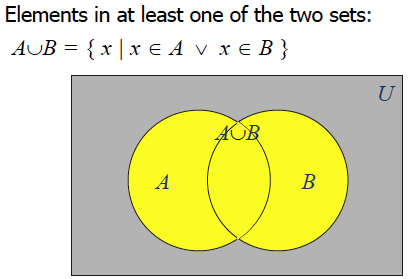 Elements in at least one of the two sets:
A∪B = { x | x ∈ A ∨ x ∈ B }
U
A∪B
A B